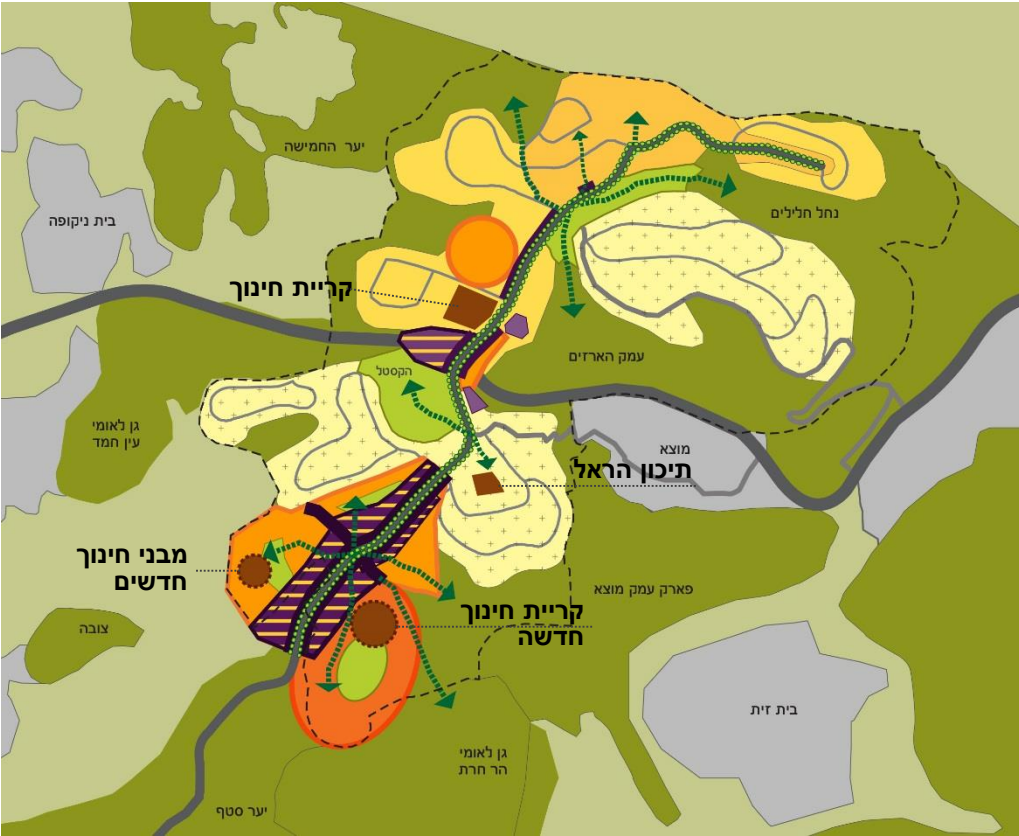 יער החמישה
בית ניקופה
נחל חלילים
קריית חינוך
עמק הארזים
הקסטל
גן לאומי
עין חמד
מוצא
תיכון הראל
מבני חינוך
חדשים
פארק עמק מוצא
קריית חינוך
חדשה
צובה
בית זית
גן לאומי
הר חרת
יער סטף